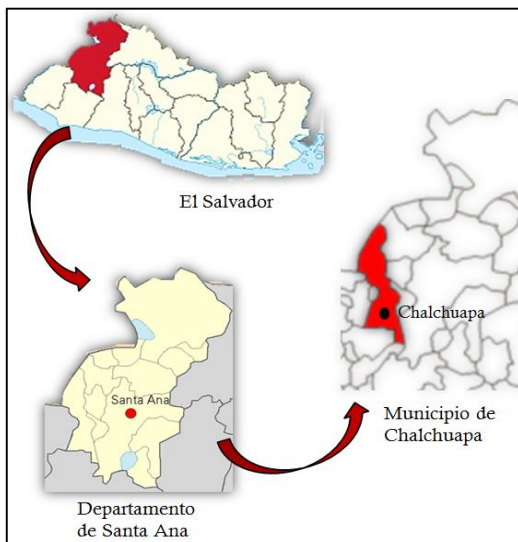 El Salvador
Chalchuapa
Santa Ana
Municipio de
Chalchuapa
Departamento
de Santa Ana